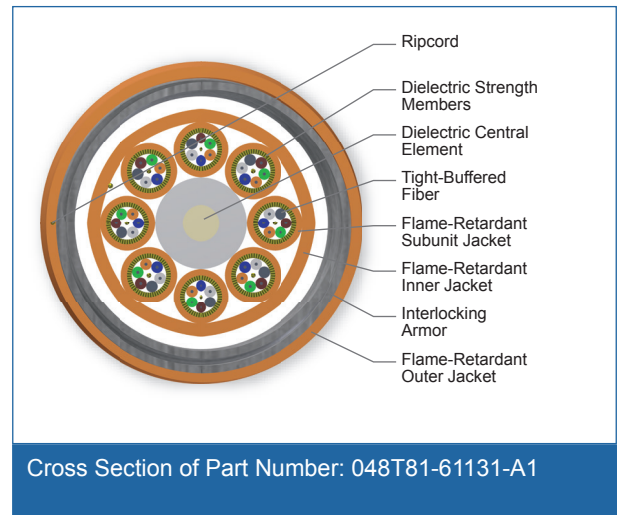 Ripcord
Dielectric Strength
Members
Dielectric Central
Element
Tight-Buffered
Fiber
Flame-Retardant
Subunit Jacket
Flame-Retardant
Inner Jacket
Interlocking
Armor
Flame-Retardant
Outer Jacket
Cross Section of Part Number: 048T81-61131-A1